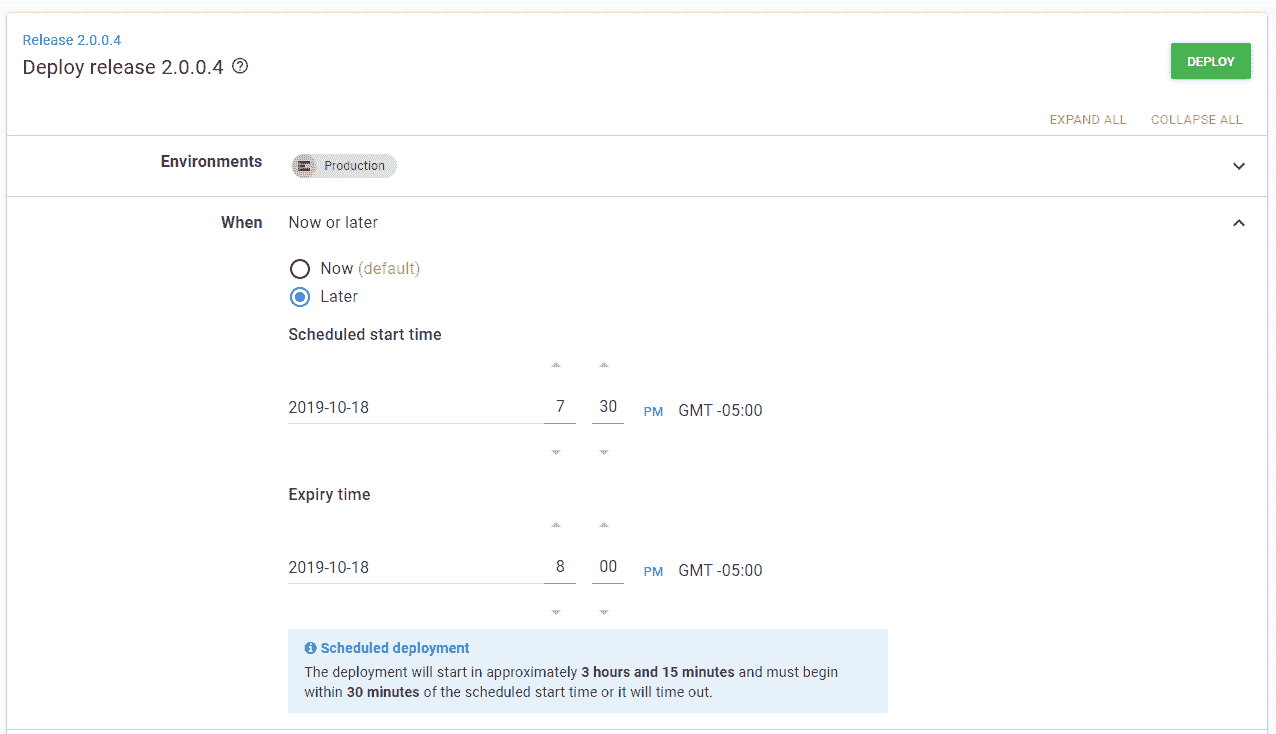 Release 2.0.0.4
Deploy release 2.0.0.4
DEPLOY
EXPAND ALL COLLAPSE ALL
Environments Production
When Now or later
Now (default)
Later
Scheduled start time
2019-10-18 7 30 PM GMT -05:00
Expiry time
2019-10-18 8 00 PM GMT -05:00
Scheduled deployment
The deployment will start in approximately 3 hours and 15 minutes and must begin
within 30 minutes of the scheduled start time or it will time out.